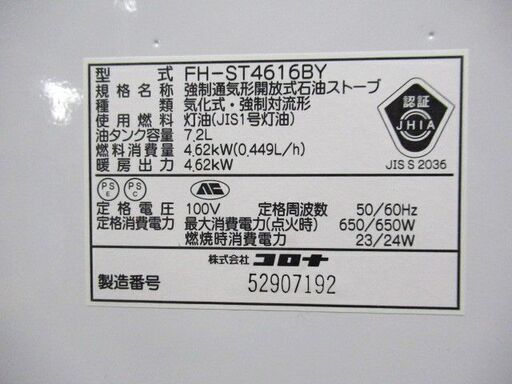 型 式 FH-ST4616BY
規格名称 強制通気形開放式石油ストーブ
種 類 気化式・強制対流形
使用燃料 灯油(JIS1号灯油)
油タンク容量 7.2L
燃料消費量 4.62kW(0.449L/h)
暖房出力 4.62kW
認証
JHIA
JIS S 2036
PS E PS C
定格電圧 100V 定格周波数 50/60Hz
定格消費電力 最大消費電力(点火時) 650/650W
燃焼時消費電力 23/24W
株式会社 コロナ
製造番号 52907192